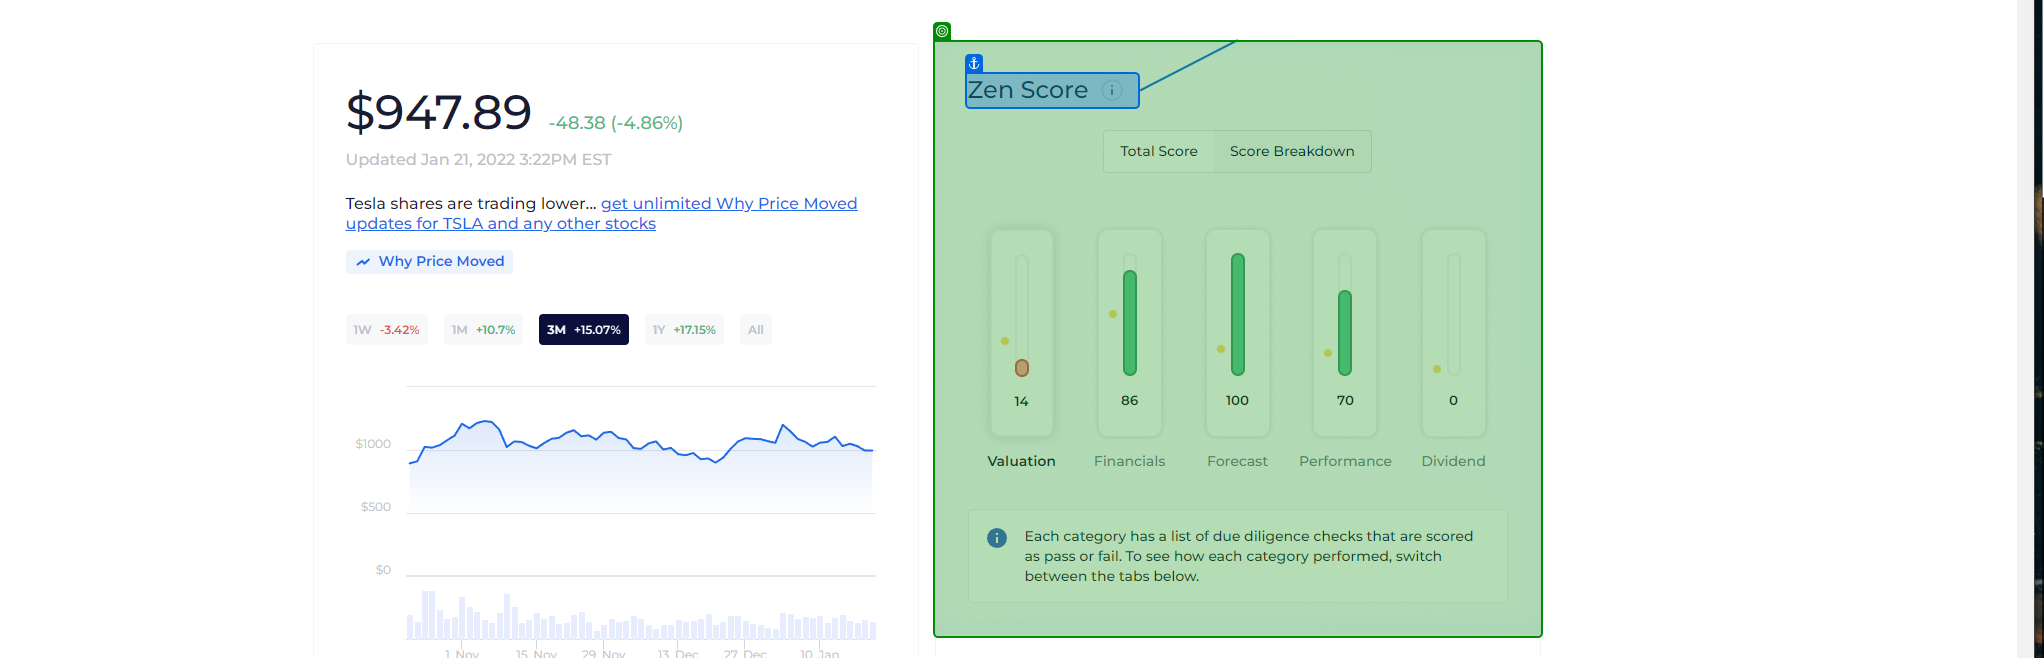 $947.89 -48.38 (-4.86%)
Updated Jan 21, 2022 3:22PM EST
Tesla shares are trading lower... get unlimited Why Price Moved
updates for TSLA and any other stocks
Why Price Moved
1W -3.42% 1M +10.7% 3M +15.07% 1Y +17.15% All
$1000
$500
$0
1. Nov 15. Nov 29. Nov 13. Dec 27. Dec 10. Jan
Zen Score
Total Score Score Breakdown
14 86 100 70 0
Valuation Financials Forecast Performance Dividend
Each category has a list of due diligence checks that are scored
as pass or fail. To see how each category performed, switch
between the tabs below.